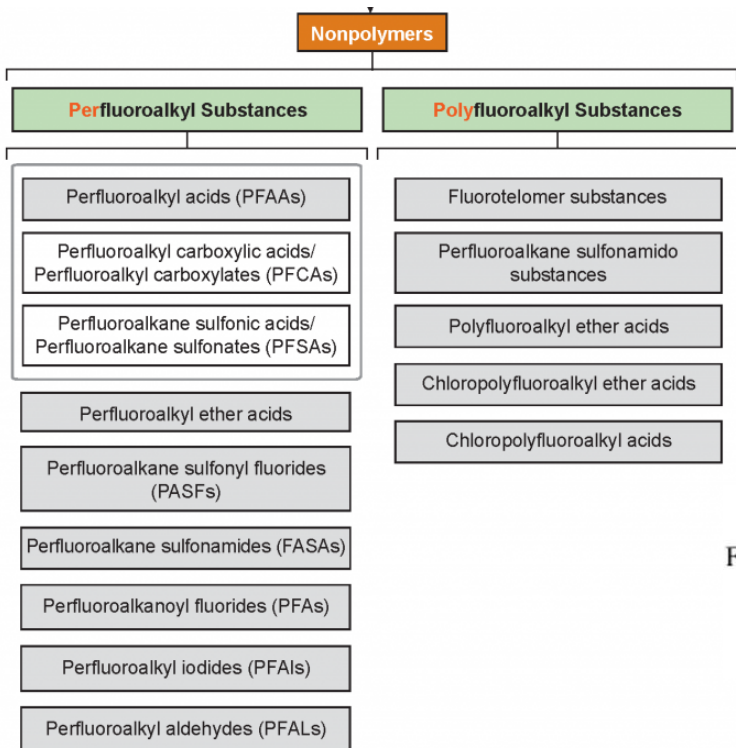 Nonpolymers
Perfluoroalkyl Substances
Perfluoroalkyl acids (PFAAs)
Perfluoroalkyl carboxylic acids/
Perfluoroalkyl carboxylates (PFCAs)
Perfluoroalkane sulfonic acids/
Perfluoroalkane sulfonates (PFSAs)
Perfluoroalkyl ether acids
Perfluoroalkane sulfonyl fluorides
(PASFs)
Perfluoroalkane sulfonamides (FASAs)
Perfluoroalkanoyl fluorides (PFAs)
Perfluoroalkyl iodides (PFAIs)
Perfluoroalkyl aldehydes (PFALs)
Polyfluoroalkyl Substances
Fluorotelomer substances
Perfluoroalkane sulfonamido
substances
Polyfluoroalkyl ether acids
Chloropolyfluoroalkyl ether acids
Chloropolyfluoroalkyl acids
F